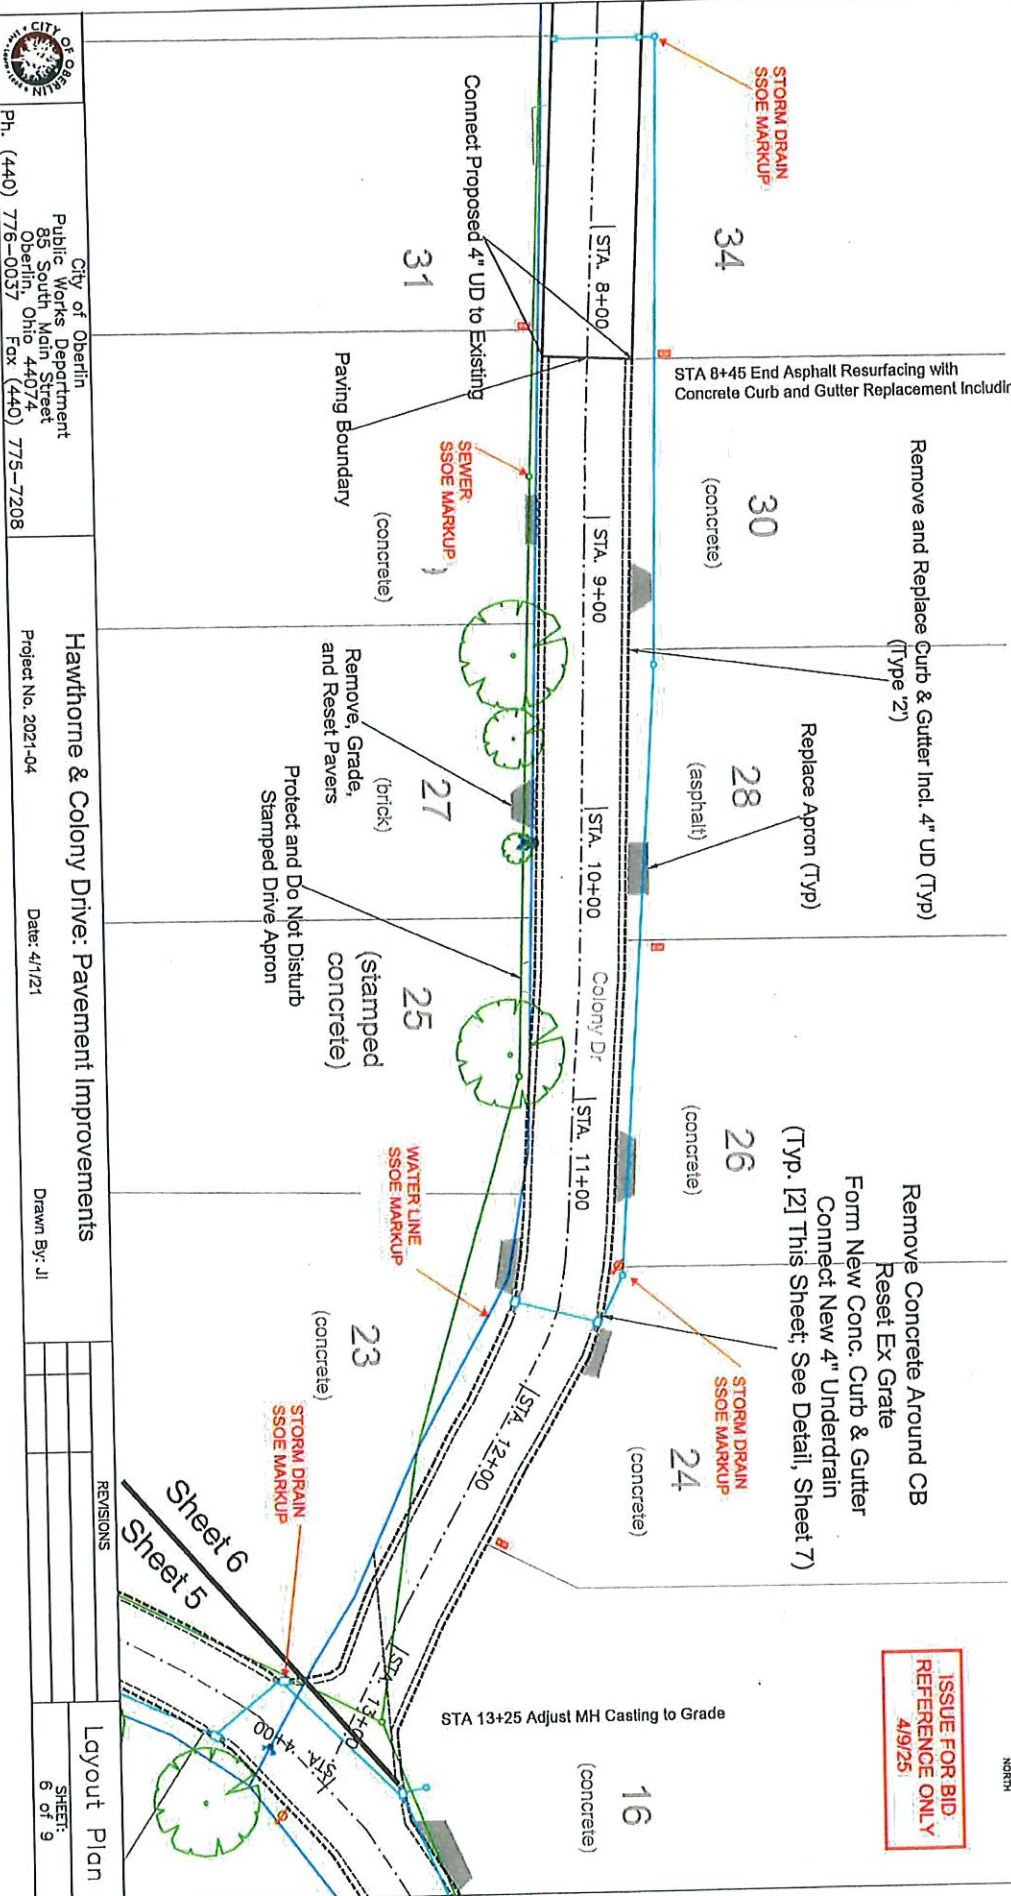 STORM DRAIN
SSOE MARKUP
34
STA 8+45 End Asphalt Resurfacing with
Concrete Curb and Gutter Replacement
Remove and Replace Curb & Gutter Incl. 4" UD (Typ)
(Type '2')
30
(concrete)
Replace Apron (Typ)
28
(asphalt)
26
(concrete)
Remove Concrete Around CB
Reset Ex Grate
Form New Conc. Curb & Gutter
Connect New 4" Underdrain
(Typ. [2] This Sheet; See Detail, Sheet 7)
STORM DRAIN
SSOE MARKUP
24
(concrete)
ISSUE FOR BID
REFERENCE ONLY
4/9/25
NORTH
STA. 8+00
STA. 9+00
STA. 10+00
Colony Dr
STA. 11+00
STA. 12+00
STA. 13+
STA. 4+00
Connect Proposed 4" UD to Existing
31
Paving Boundary
SEWER
SSOE MARKUP
(concrete)
Remove, Grade,
and Reset Pavers
27
(brick)
Protect and Do Not Disturb
Stamped Drive Apron
25
(stamped
concrete)
WATER LINE
SSOE MARKUP
23
(concrete)
STORM DRAIN
SSOE MARKUP
Sheet 6
Sheet 5
STA 13+25 Adjust MH Casting to Grade
16
(concrete)
CITY OF OBERLIN
City of Oberlin
Public Works Department
85 South Main Street
Oberlin, Ohio 44074
Ph. (440) 776-0037 Fax (440) 775-7208
Hawthorne & Colony Drive: Pavement Improvements
Project No. 2021-04
Date: 4/1/21
Drawn By: JI
REVISIONS
Layout Plan
SHEET:
6 of 9